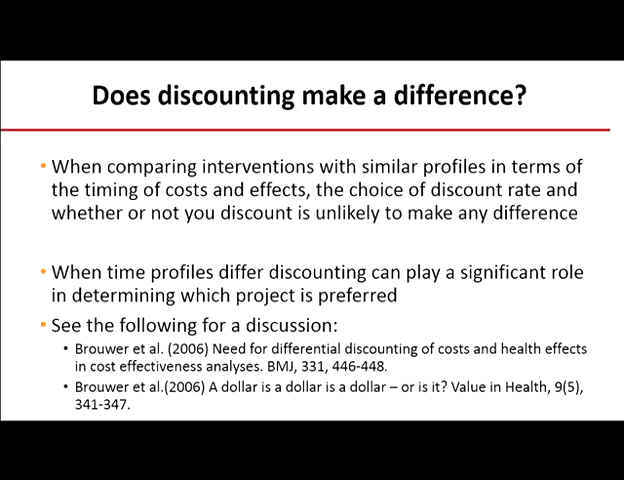 Does discounting make a difference?
• When comparing interventions with similar profiles in terms of
the timing of costs and effects, the choice of discount rate and
whether or not you discount is unlikely to make any difference
• When time profiles differ discounting can play a significant role
in determining which project is preferred
• See the following for a discussion:
• Brouwer et al. (2006) Need for differential discounting of costs and health effects
in cost effectiveness analyses. BMJ, 331, 446-448.
• Brouwer et al.(2006) A dollar is a dollar is a dollar – or is it? Value in Health, 9(5),
341-347.